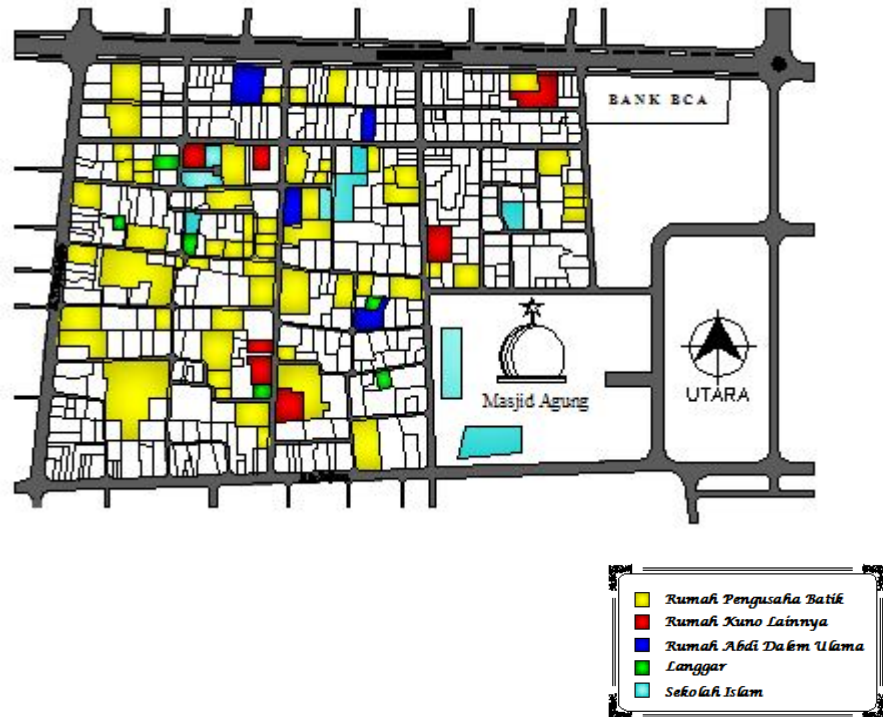 BANK BCA
Masjid Agung
UTARA
Rumah Pengusaha Batik
Rumah Kuno Lainnya
Rumah Abdi Dalem Ulama
Langgar
Sekolah Islam